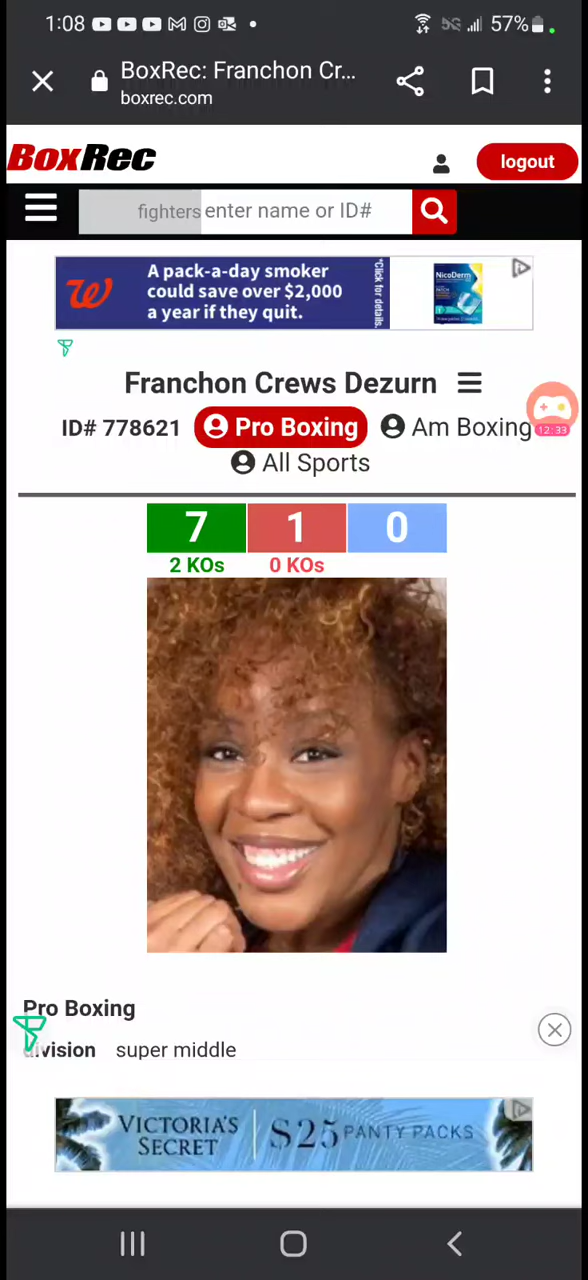 1:08 57%
BoxRec: Franchon Cr...
boxrec.com
BoxRec logout
fighters enter name or ID#
A pack-a-day smoker
could save over $2,000
a year if they quit.
*Click for details.
NicoDerm
Franchon Crews Dezurn
ID# 778621 Pro Boxing Am Boxing
12:33
All Sports
7 1 0
2 KOs 0 KOs
Pro Boxing
division super middle
VICTORIA'S
SECRET
$25 PANTY PACKS